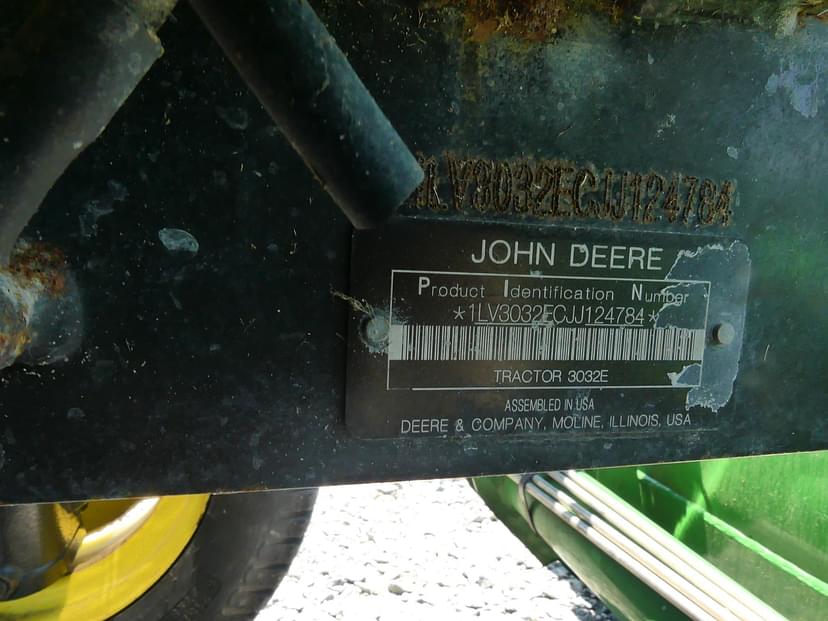 1LV3032ECJJ124784
JOHN DEERE
Product Identification Number
*1LV3032ECJJ124784*
TRACTOR 3032E
ASSEMBLED IN USA
DEERE & COMPANY, MOLINE, ILLINOIS, USA